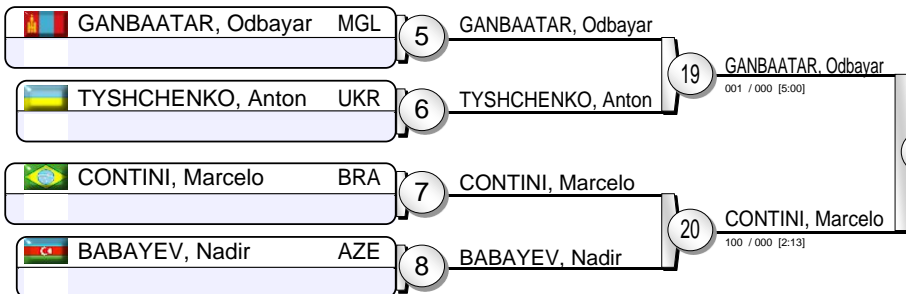 GANBAATAR, Odbayar MGL
5
GANBAATAR, Odbayar
19
GANBAATAR, Odbayar
001 / 000 [5:00]
TYSHCHENKO, Anton UKR
6
TYSHCHENKO, Anton
CONTINI, Marcelo BRA
7
CONTINI, Marcelo
20
CONTINI, Marcelo
100 / 000 [2:13]
BABAYEV, Nadir AZE
8
BABAYEV, Nadir